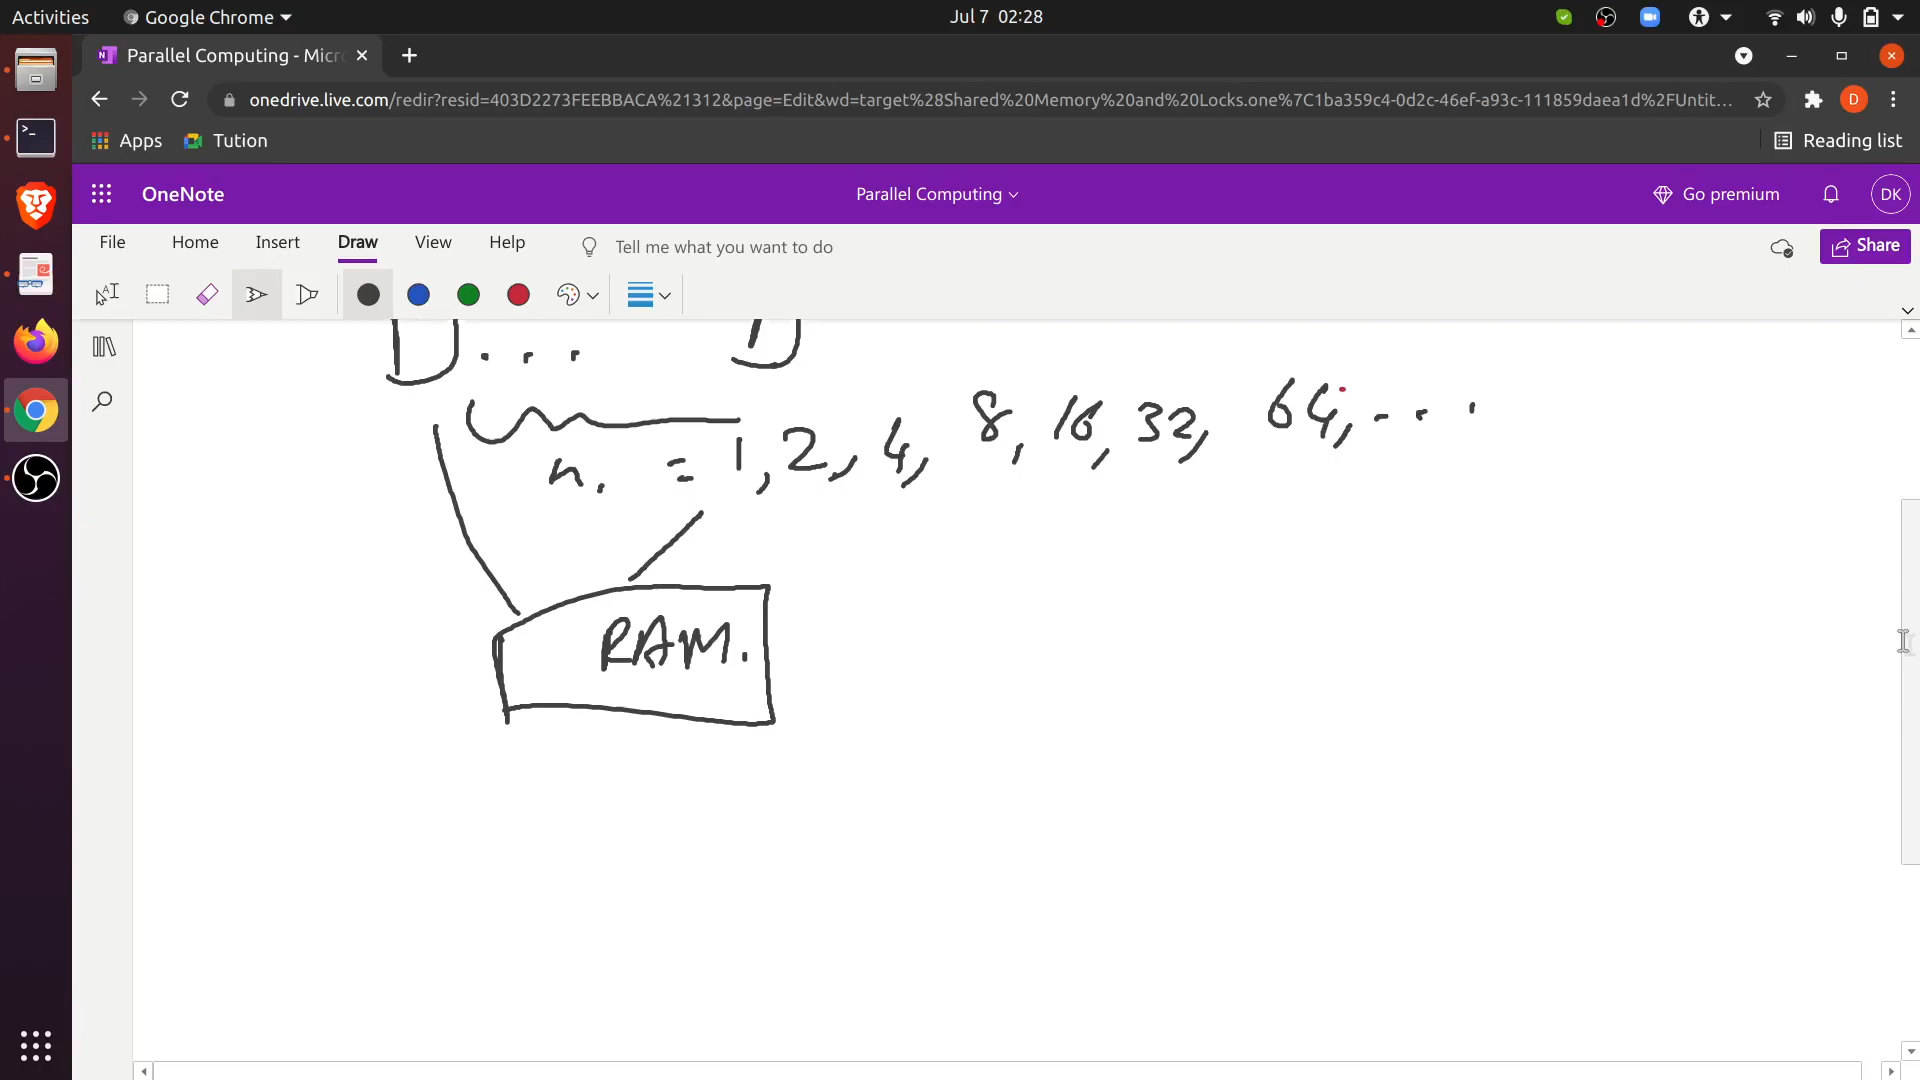 Activities Google Chrome Jul 7 02:28
Parallel Computing - Micr
onedrive.live.com/redir?resid=403D2273FEEBBACA%21312&page=Edit&wd=target%28Shared%20Memory%20and%20Locks.one%7C1ba359c4-0d2c-46ef-a93c-111859daea1d%2FUntit... D
Apps Tution Reading list
OneNote Parallel Computing Go premium DK
File Home Insert Draw View Help Tell me what you want to do Share
...
n. = 1, 2, 4, 8, 16, 32, 64, ...
RAM.